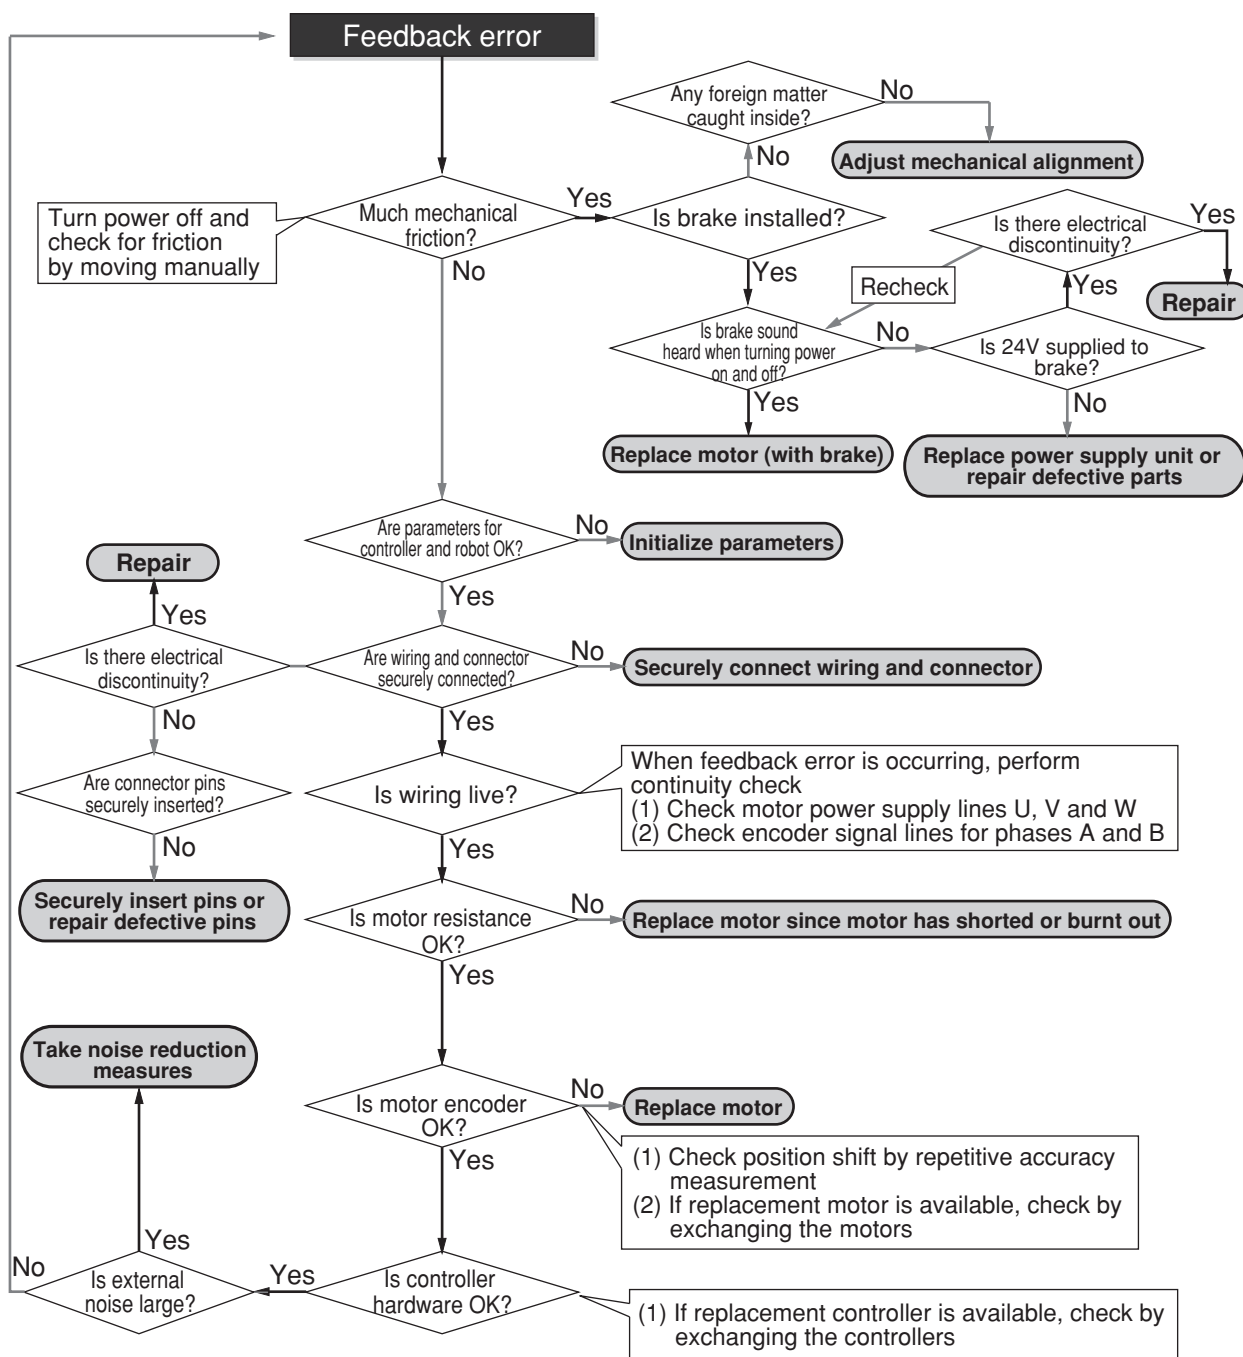 Feedback error
Any foreign matter
caught inside?
No
Adjust mechanical alignment
No
Turn power off and
check for friction
by moving manually
Much mechanical
friction?
Yes
Is brake installed?
Is there electrical
discontinuity?
Yes
No
Yes
Recheck
Yes
Repair
Is brake sound
heard when turning power
on and off?
No
Is 24V supplied to
brake?
Yes
No
Replace motor (with brake)
Replace power supply unit or
repair defective parts
Are parameters for
controller and robot OK?
No
Initialize parameters
Repair
Yes
Yes
Is there electrical
discontinuity?
Are wiring and connector
securely connected?
No
Securely connect wiring and connector
No
Yes
Are connector pins
securely inserted?
Is wiring live?
When feedback error is occurring, perform
continuity check
(1) Check motor power supply lines U, V and W
(2) Check encoder signal lines for phases A and B
No
Yes
Securely insert pins or
repair defective pins
Is motor resistance
OK?
No
Replace motor since motor has shorted or burnt out
Yes
Take noise reduction
measures
Is motor encoder
OK?
No
Replace motor
Yes
(1) Check position shift by repetitive accuracy
measurement
(2) If replacement motor is available, check by
exchanging the motors
Yes
No
Is external
noise large?
Yes
Is controller
hardware OK?
(1) If replacement controller is available, check by
exchanging the controllers